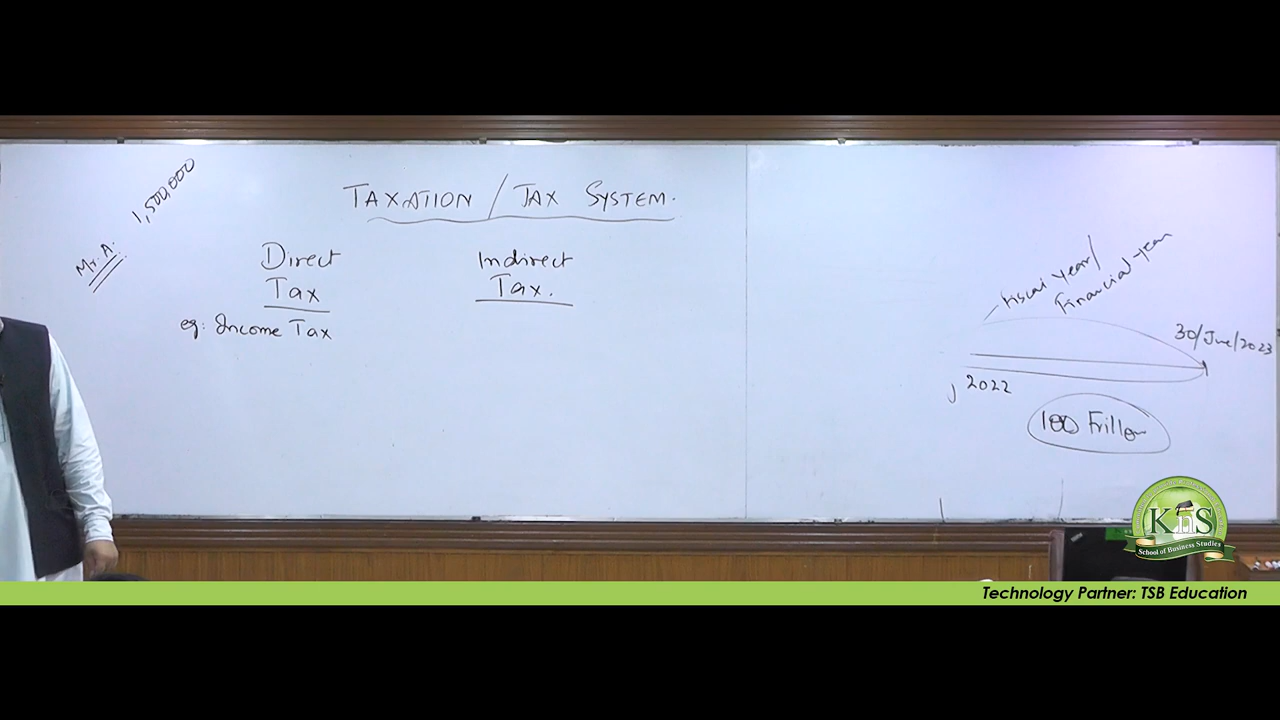 TAXATION / TAX SYSTEM.
Mr. A.
1,500,000
Direct
Tax
eg: Income Tax
Indirect
Tax.
Fiscal Year/
Financial Year
30/June/2023
2022
100 Trillion
KnS
School of Business Studies
Technology Partner: TSB Education